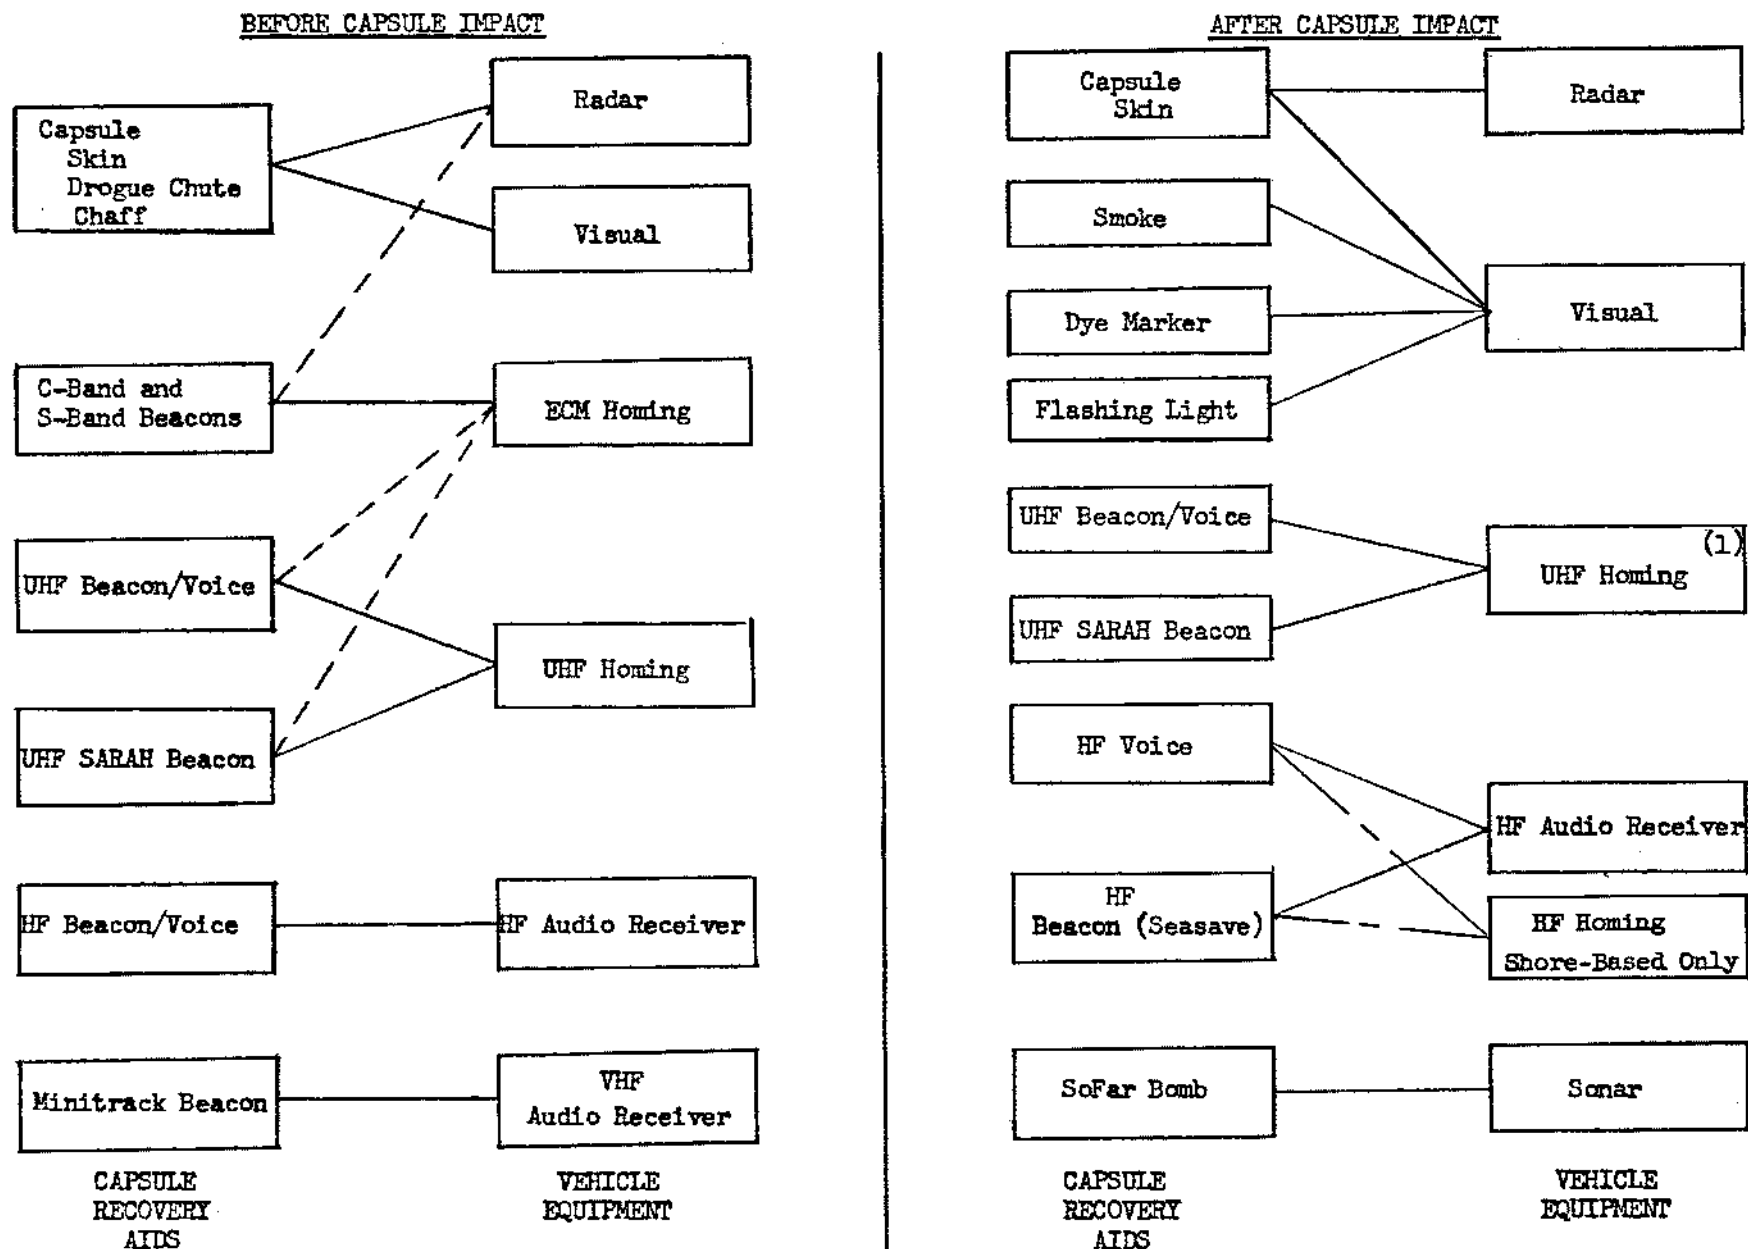 BEFORE CAPSULE IMPACT
Capsule
Skin
Drogue Chute
Chaff
Radar
Visual
C-Band and
S-Band Beacons
ECM Homing
UHF Beacon/Voice
UHF Homing
UHF SARAH Beacon
HF Beacon/Voice
HF Audio Receiver
Minitrack Beacon
VHF
Audio Receiver
CAPSULE
RECOVERY
AIDS
VEHICLE
EQUIPMENT
AFTER CAPSULE IMPACT
Capsule
Skin
Radar
Smoke
Dye Marker
Visual
Flashing Light
UHF Beacon/Voice
(1)
UHF Homing
UHF SARAH Beacon
HF Voice
HF Audio Receiver
HF
Beacon (Seasave)
HF Homing
Shore-Based Only
SoFar Bomb
Sonar
CAPSULE
RECOVERY
AIDS
VEHICLE
EQUIPMENT